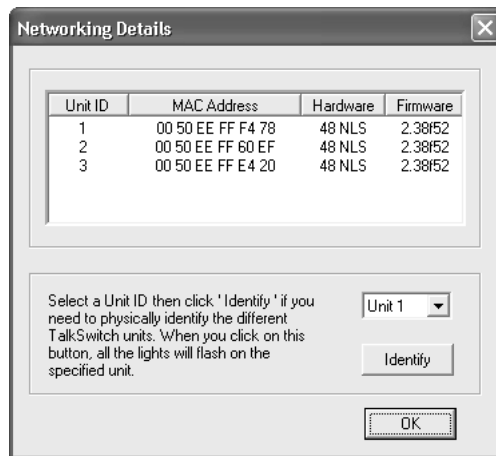 Networking Details
Unit ID MAC Address Hardware Firmware
1 00 50 EE FF F4 78 48 NLS 2.38f52
2 00 50 EE FF 60 EF 48 NLS 2.38f52
3 00 50 EE FF E4 20 48 NLS 2.38f52
Select a Unit ID then click ' Identify ' if you
need to physically identify the different
TalkSwitch units. When you click on this
button, all the lights will flash on the
specified unit.
Unit 1
Identify
OK